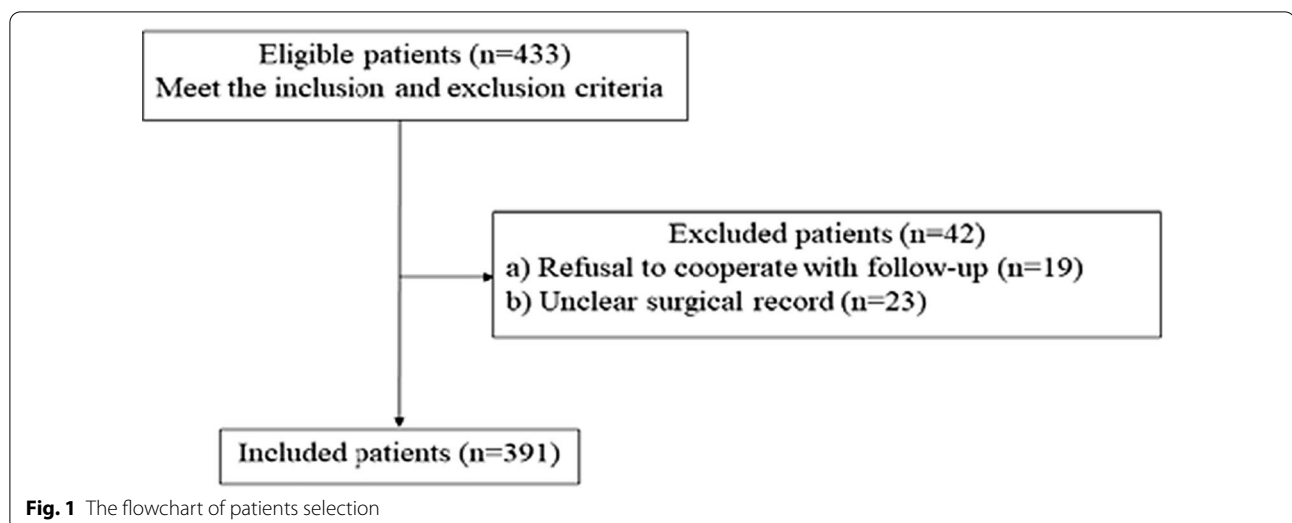 Eligible patients (n=433)
Meet the inclusion and exclusion criteria
Excluded patients (n=42)
a) Refusal to cooperate with follow-up (n=19)
b) Unclear surgical record (n=23)
Included patients (n=391)
Fig. 1 The flowchart of patients selection